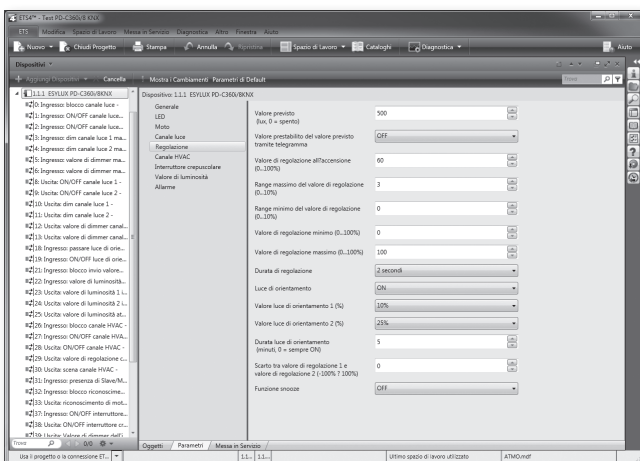 ETS4™ - Test PD-C360i/8 KNX
ETS Modifica Spazio di Lavoro Messa in Servizio Diagnostica Altro Finestra Aiuto
Nuovo Chiudi Progetto Stampa Annulla Ripristina Spazio di Lavoro Cataloghi Diagnostica Aiuto
Dispositivi
Aggiungi Dispositivi Cancella Mostra i Cambiamenti Parametri di Default Trova
1.1.1 ESYLUX PD-C360i/8KNX
0: Ingresso: blocco canale luce -
1: Ingresso: ON/OFF canale luce...
2: Ingresso: ON/OFF canale luce...
3: Ingresso: dim canale luce 1 ma...
4: Ingresso: dim canale luce 2 ma...
5: Ingresso: valore di dimmer ma...
6: Ingresso: valore di dimmer ma...
8: Uscita: ON/OFF canale luce 1 -
9: Uscita: ON/OFF canale luce 2 -
10: Uscita: dim canale luce 1 -
11: Uscita: dim canale luce 2 -
12: Uscita: valore di dimmer canal...
13: Uscita: valore di dimmer canal...
18: Ingresso: passare luce di orie...
19: Ingresso: ON/OFF luce di orie...
21: Ingresso: blocco invio valore...
22: Ingresso: valore di luminosità...
23: Uscita: valore di luminosità 1 i...
24: Uscita: valore di luminosità 2 i...
25: Uscita: valore di luminosità at...
26: Ingresso: blocco canale HVAC -
27: Ingresso: ON/OFF canale HVA...
28: Uscita: ON/OFF canale HVAC -
29: Uscita: valore di regolazione c...
30: Uscita: scena canale HVAC -
31: Ingresso: presenza di Slave/M...
32: Ingresso: blocco riconoscime...
33: Uscita: riconoscimento di mot...
37: Ingresso: ON/OFF interruttore...
38: Uscita: ON/OFF interruttore cr...
39: Uscita: Valore di dimmer dell'i...
Trova 0/0
Dispositivo: 1.1.1 ESYLUX PD-C360i/8KNX
Generale
LED
Moto
Canale luce
Regolazione
Canale HVAC
Interruttore crepuscolare
Valore di luminosità
Allarme
Valore previsto
(lux, 0 = spento) 500
Valore prestabilito del valore previsto
tramite telegramma OFF
Valore di regolazione all'accensione
(0...100%) 60
Range massimo del valore di regolazione
(0...10%) 3
Range minimo del valore di regolazione
(0...10%) 0
Valore di regolazione minimo (0...100%) 0
Valore di regolazione massimo (0...100%) 100
Durata di regolazione 2 secondi
Luce di orientamento ON
Valore luce di orientamento 1 (%) 10%
Valore luce di orientamento 2 (%) 25%
Durata luce di orientamento
(minuti, 0 = sempre ON) 5
Scarto tra valore di regolazione 1 e
valore di regolazione 2 (-100% ? 100%) 0
Funzione snooze OFF
Oggetti Parametri Messa in Servizio
Usa il progetto o la connessione ET... 1.1... 1.1.... Ultimo spazio di lavoro utilizzato ATMO.mdf